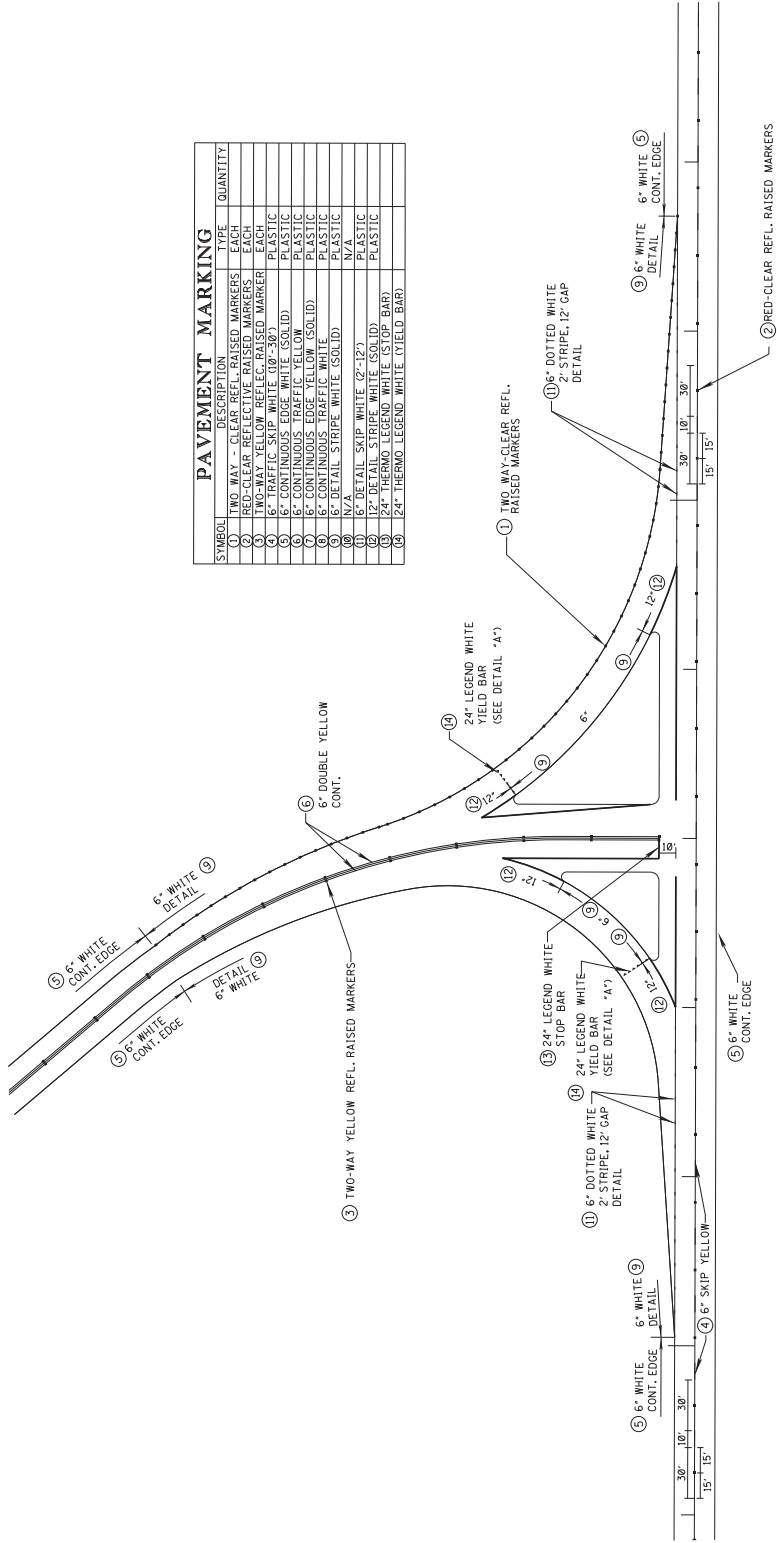 PAVEMENT MARKING
SYMBOL DESCRIPTION TYPE QUANTITY
1 TWO WAY - CLEAR REFL. RAISED MARKERS EACH
2 RED-CLEAR REFLECTIVE RAISED MARKERS EACH
3 TWO-WAY YELLOW REFLEC. RAISED MARKER EACH
4 6" TRAFFIC SKIP WHITE (10'-30') PLASTIC
5 6" CONTINUOUS EDGE WHITE (SOLID) PLASTIC
6 6" CONTINUOUS TRAFFIC YELLOW PLASTIC
7 6" CONTINUOUS EDGE YELLOW (SOLID) PLASTIC
8 6" CONTINUOUS TRAFFIC WHITE PLASTIC
9 6" DETAIL STRIPE WHITE (SOLID) PLASTIC
10 N/A N/A
11 6" DETAIL SKIP WHITE (2'-12') PLASTIC
12 12" DETAIL STRIPE WHITE (SOLID) PLASTIC
13 24" THERMO LEGEND WHITE (STOP BAR)
14 24" THERMO LEGEND WHITE (YIELD BAR)
5 6" WHITE
CONT. EDGE
6" WHITE 9
DETAIL
5 6" WHITE
CONT. EDGE
DETAIL 9
6" WHITE
6
6" DOUBLE YELLOW
CONT.
3 TWO-WAY YELLOW REFL. RAISED MARKERS
14
24" LEGEND WHITE
YIELD BAR
(SEE DETAIL "A")
1 TWO WAY-CLEAR REFL.
RAISED MARKERS
11 6" DOTTED WHITE
2' STRIPE, 12' GAP
DETAIL
9 6" WHITE
DETAIL
6" WHITE 5
CONT. EDGE
12
12"
9
6"
9
12"
12
12
12"
9
6"
9
12"
12
10'
13 24" LEGEND WHITE
STOP BAR
14
24" LEGEND WHITE
YIELD BAR
(SEE DETAIL "A")
11 6" DOTTED WHITE
2' STRIPE, 12' GAP
DETAIL
5 6" WHITE
CONT. EDGE
6" WHITE 9
DETAIL
30' 10' 30'
15' 15'
4 6" SKIP YELLOW
5 6" WHITE
CONT. EDGE
30' 10' 30'
15' 15'
2 RED-CLEAR REFL. RAISED MARKERS